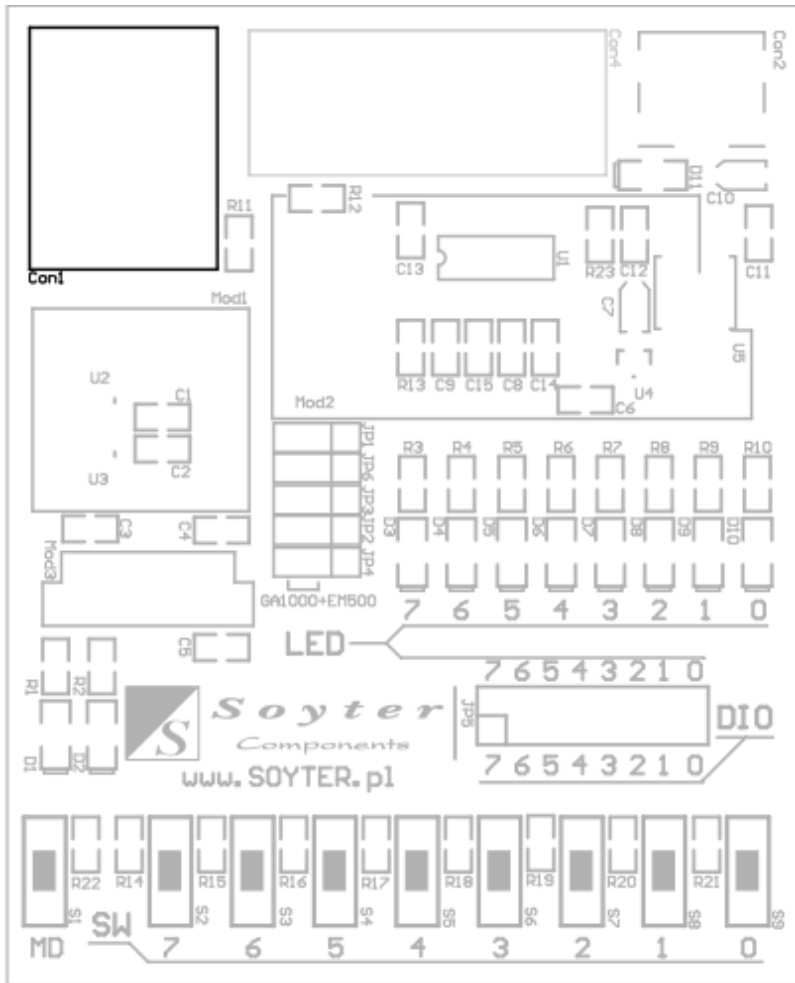 Con4
Con2
D11
C10
R12
R11
C13
U1
R23
C12
C11
Con1
Mod1
C7
U5
U2
C1
R13
C9
C15
C8
C14
U4
C6
Mod2
U3
C2
JP1
JP6
JP3
JP2
JP4
R3 R4 R5 R6 R7 R8 R9 R10
C3
C4
D3 D4 D5 D6 D7 D8 D9 D10
Mod3
GA1000+EM500
7 6 5 4 3 2 1 0
LED
C5
R1
R2
7 6 5 4 3 2 1 0
S
Soyter
Components
JP5
DIO
D1
D2
www.SOYTER.pl
7 6 5 4 3 2 1 0
R22 R14 R15 R16 R17 R18 R19 R20 R21
S1 S2 S3 S4 S5 S6 S7 S8 S9
SW
MD 7 6 5 4 3 2 1 0